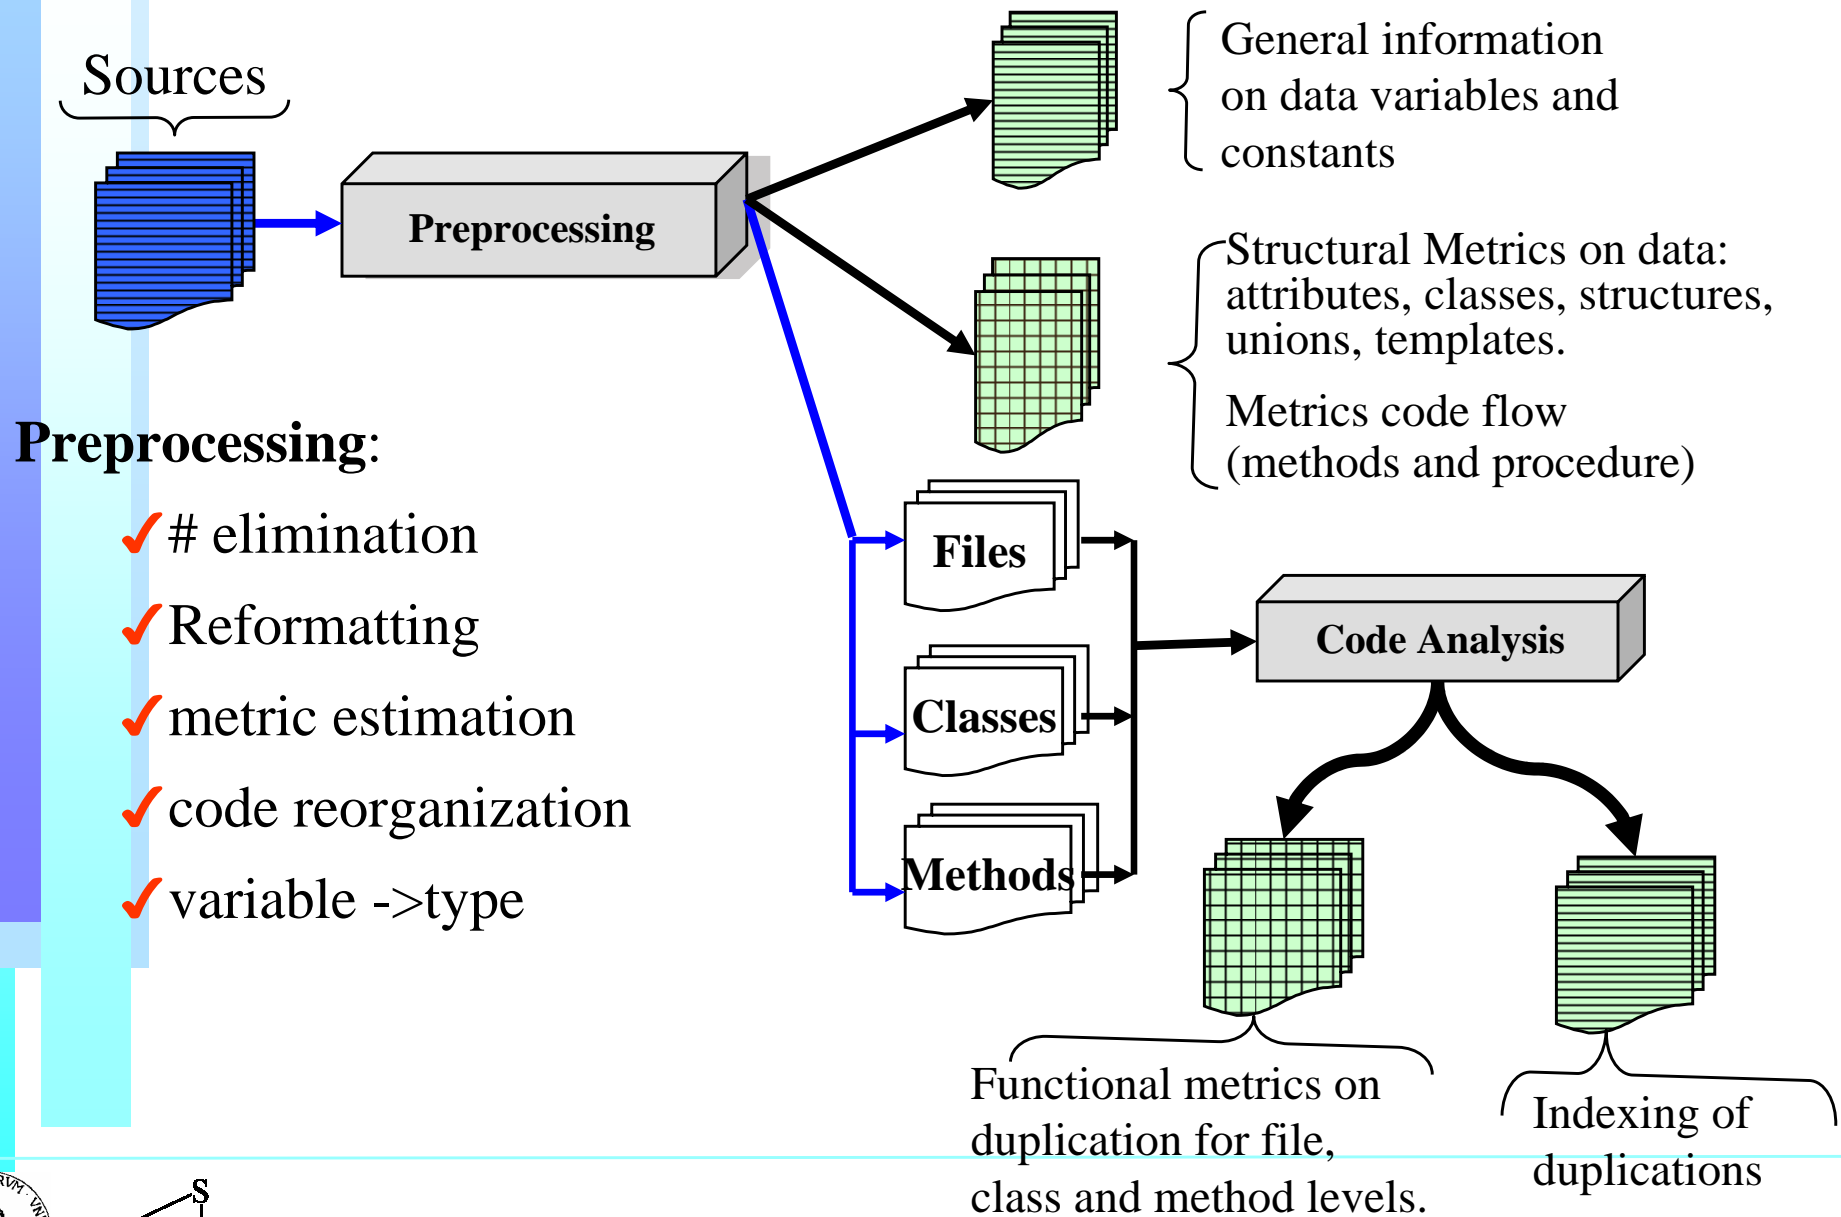 Sources
Preprocessing
General information
on data variables and
constants
Structural Metrics on data:
attributes, classes, structures,
unions, templates.
Metrics code flow
(methods and procedure)
Preprocessing:
# elimination
Reformatting
metric estimation
code reorganization
variable ->type
Files
Classes
Methods
Code Analysis
Functional metrics on
duplication for file,
class and method levels.
Indexing of
duplications
S